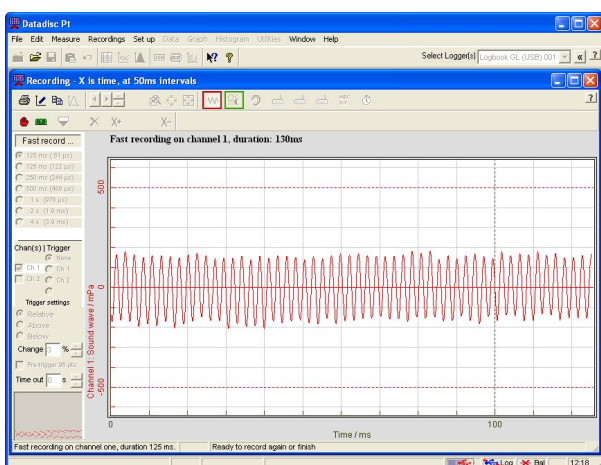 Datadisc Pt
File Edit Measure Recordings Set up Data Graph Histogram Utilities Window Help
Select Logger(s) Logbook GL (USB) 001
Recording - X is time, at 50ms intervals
X+ X-
Fast record ...
Fast recording on channel 1, duration: 130ms
125 ms (61 µs)
125 ms (122 µs)
250 ms (244 µs)
500 ms (488 µs)
1 s (976 µs)
2 s (1.9 ms)
4 s (3.9 ms)
Chan(s) | Trigger
None
Ch 1 Ch 1
Ch 2 Ch 2
Trigger settings
Relative
Above
Below
Change %
Pre-trigger 96 pts
Time out 0 s
Channel 1: Sound wave / mPa
500
0
-500
0 100
Time / ms
Fast recording on channel one, duration 125 ms. Ready to record again or finish
Log Bal 12:18